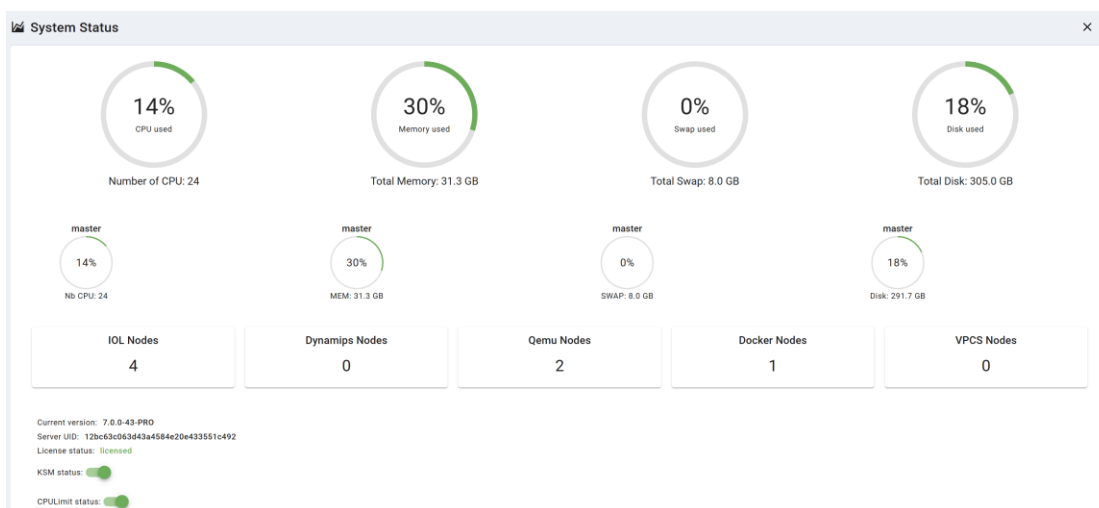 System Status
14%
CPU used
Number of CPU: 24
30%
Memory used
Total Memory: 31.3 GB
0%
Swap used
Total Swap: 8.0 GB
18%
Disk used
Total Disk: 305.0 GB
master
14%
Nb CPU: 24
master
30%
MEM: 31.3 GB
master
0%
SWAP: 8.0 GB
master
18%
Disk: 291.7 GB
IOL Nodes
4
Dynamips Nodes
0
Qemu Nodes
2
Docker Nodes
1
VPCS Nodes
0
Current version: 7.0.0-43-PRO
Server UID: 12bc63c063d43a4584e20e433551c492
License status: licensed
KSM status:
CPULimit status: